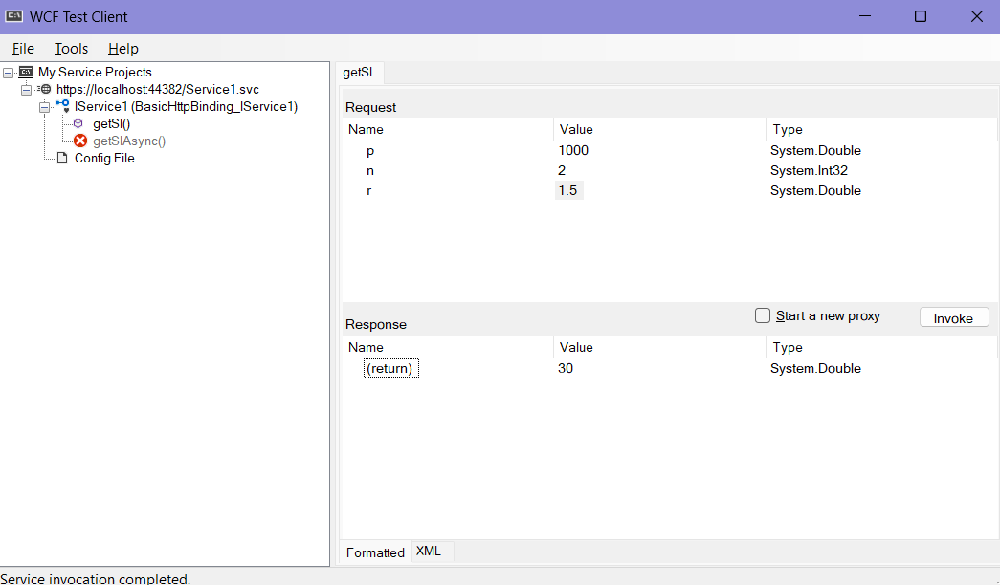 WCF Test Client
File Tools Help
My Service Projects
https://localhost:44382/Service1.svc
IService1 (BasicHttpBinding_IService1)
getSI()
getSIAsync()
Config File
getSI
Request
Name Value Type
p 1000 System.Double
n 2 System.Int32
r 1.5 System.Double
Response Start a new proxy Invoke
Name Value Type
(return) 30 System.Double
Formatted XML
Service invocation completed.